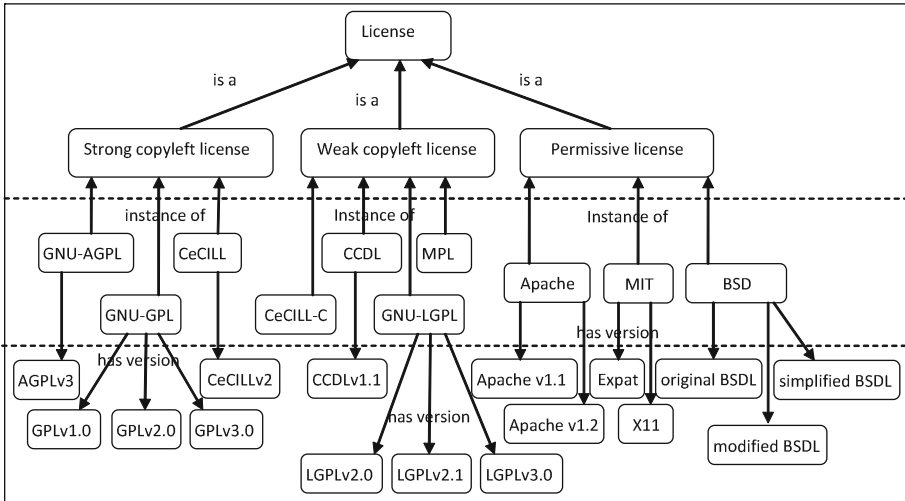 License
is a
is a
is a
Strong copyleft license
Weak copyleft license
Permissive license
instance of
Instance of
Instance of
GNU-AGPL
CeCILL
CCDL
MPL
Apache
MIT
BSD
GNU-GPL
CeCILL-C
GNU-LGPL
has version
has version
AGPLv3
CeCILLv2
CCDLv1.1
Apache v1.1
Expat
original BSDL
simplified BSDL
GPLv1.0
GPLv2.0
GPLv3.0
has version
Apache v1.2
X11
modified BSDL
LGPLv2.0
LGPLv2.1
LGPLv3.0